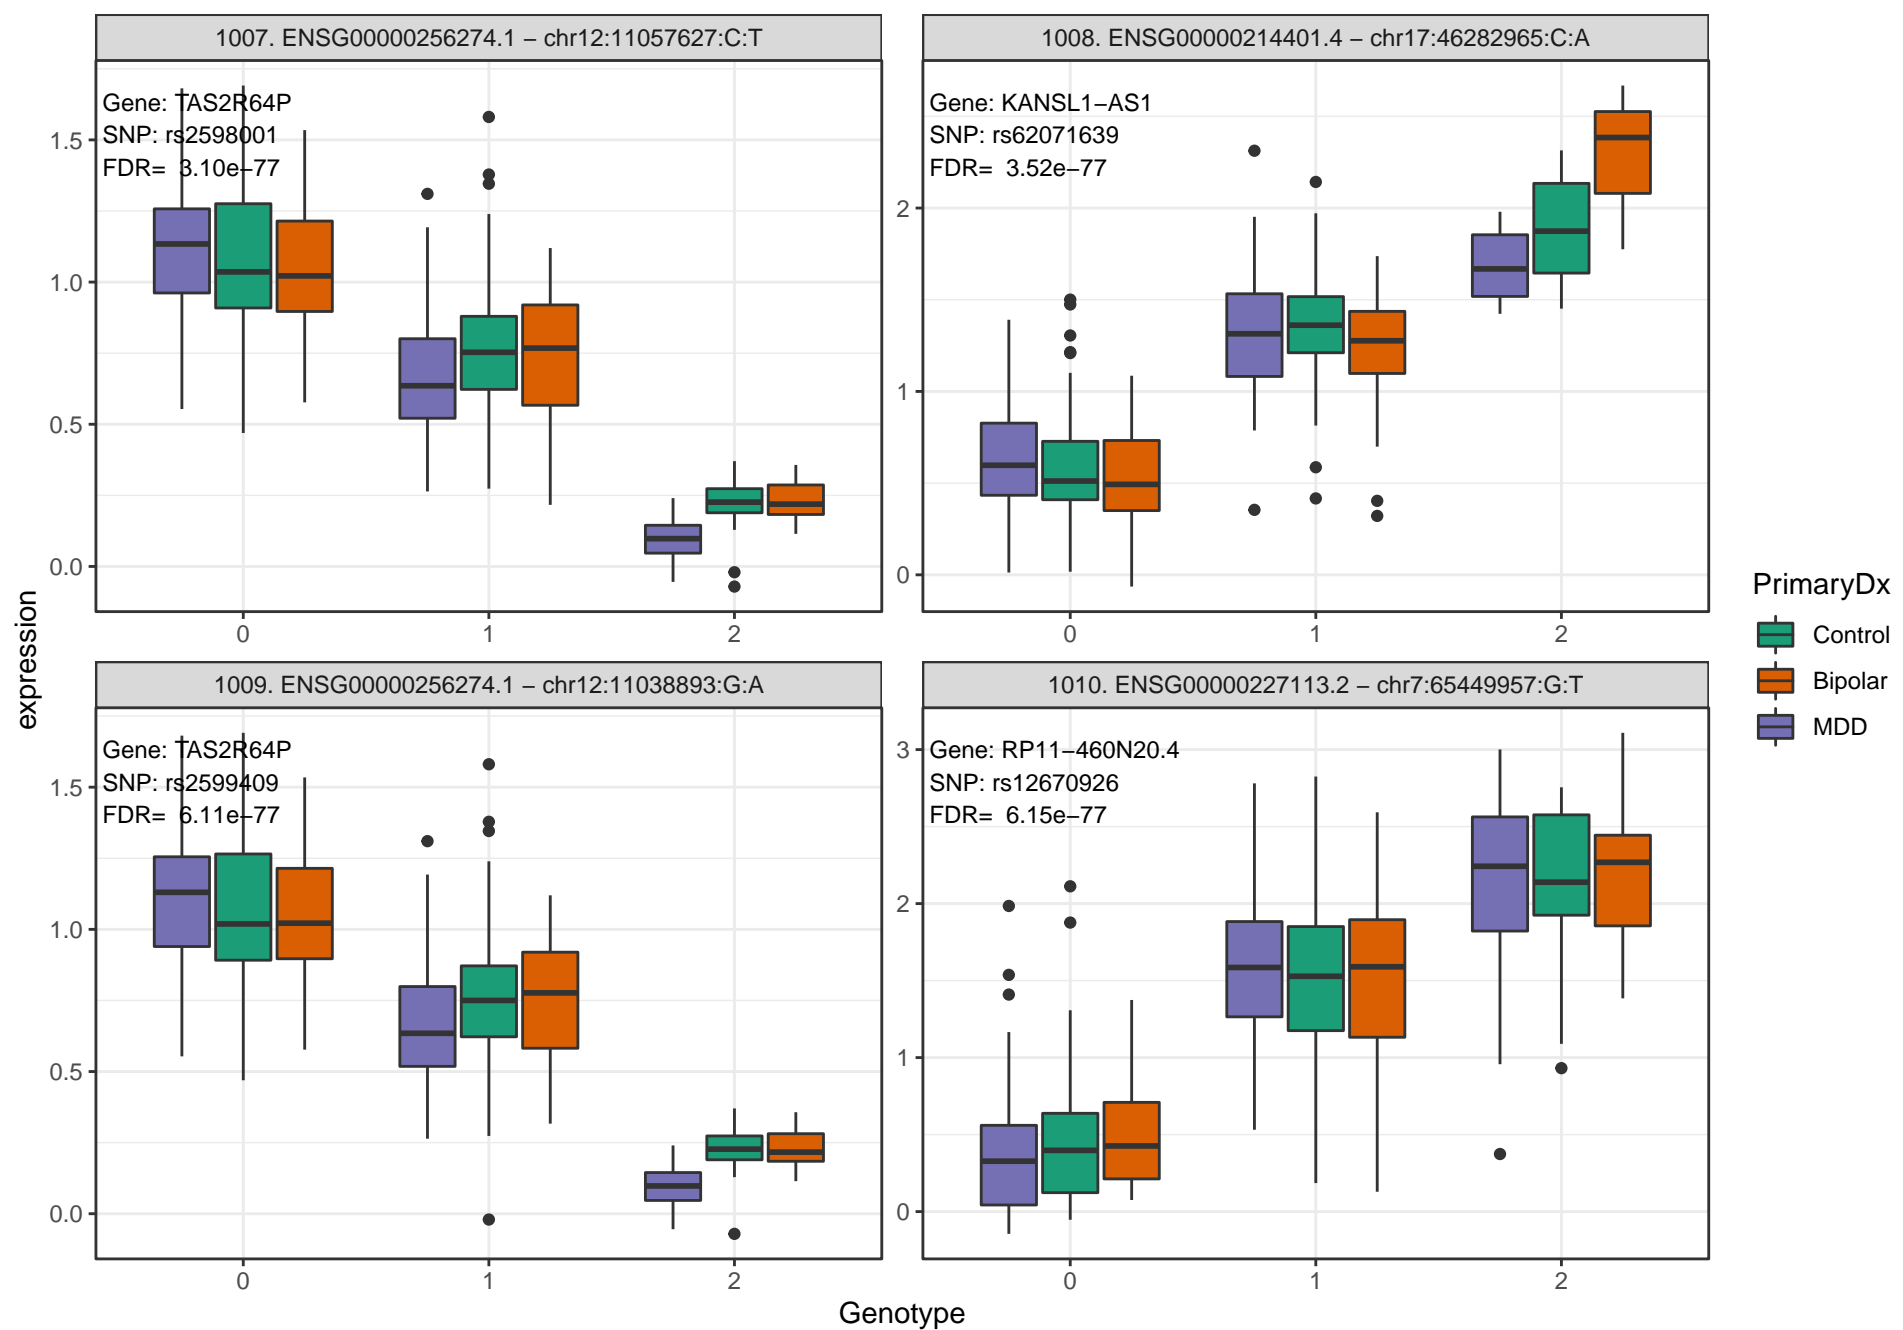 1007. ENSG00000256274.1 − chr12:11057627:C:T
Gene: TAS2R64P
SNP: rs2598001
FDR= 3.10e−77
1.5
1.0
0.5
0.0
0 1 2
1008. ENSG00000214401.4 − chr17:46282965:C:A
Gene: KANSL1−AS1
SNP: rs62071639
FDR= 3.52e−77
2
1
0
0 1 2
1009. ENSG00000256274.1 − chr12:11038893:G:A
Gene: TAS2R64P
SNP: rs2599409
FDR= 6.11e−77
1.5
1.0
0.5
0.0
0 1 2
1010. ENSG00000227113.2 − chr7:65449957:G:T
Gene: RP11−460N20.4
SNP: rs12670926
FDR= 6.15e−77
3
2
1
0
0 1 2
expression
Genotype
PrimaryDx
Control
Bipolar
MDD